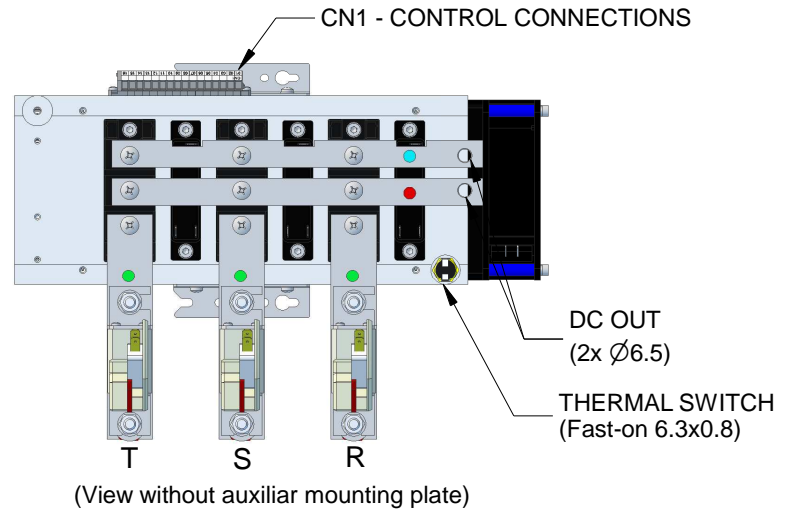 CN1 - CONTROL CONNECTIONS
DC OUT
(2x Ø6.5)
THERMAL SWITCH
(Fast-on 6.3x0.8)
T S R
(View without auxiliar mounting plate)